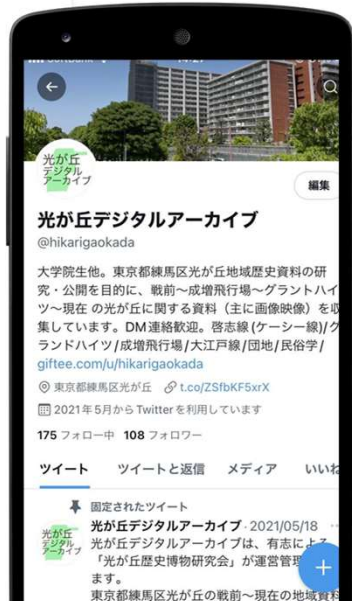 14:27
光が丘
デジタル
アーカイブ
編集
光が丘デジタルアーカイブ
@hikarigaokada
大学院生他。東京都練馬区光が丘地域歴史資料の研
究・公開を目的に、戦前〜成増飛行場〜グラントハイ
ツ〜現在 の光が丘に関する資料（主に画像映像）を収
集しています。DM連絡歓迎。啓志線(ケーシー線)/グ
ランドハイツ/成増飛行場/大江戸線/団地/民俗学/
giftee.com/u/hikarigaokada
東京都練馬区光が丘 t.co/ZSfbKF5xrX
2021年5月からTwitterを利用しています
175 フォロー中 108 フォロワー
ツイート ツイートと返信 メディア いいね
固定されたツイート
光が丘
デジタル
アーカイブ
光が丘デジタルアーカイブ · 2021/05/18
光が丘デジタルアーカイブは、有志による
「光が丘歴史博物研究会」が運営管理
ます。
東京都練馬区光が丘の戦前〜現在の地域資料